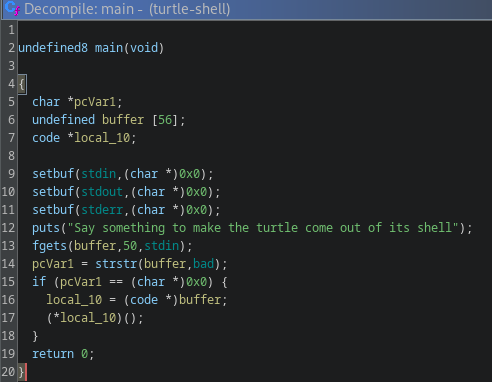 Decompile: main - (turtle-shell)
1
2 undefined8 main(void)
3
4 {
5   char *pcVar1;
6   undefined buffer [56];
7   code *local_10;
8
9   setbuf(stdin,(char *)0x0);
10   setbuf(stdout,(char *)0x0);
11   setbuf(stderr,(char *)0x0);
12   puts("Say something to make the turtle come out of its shell");
13   fgets(buffer,50,stdin);
14   pcVar1 = strstr(buffer,bad);
15   if (pcVar1 == (char *)0x0) {
16     local_10 = (code *)buffer;
17     (*local_10)();
18   }
19   return 0;
20 }